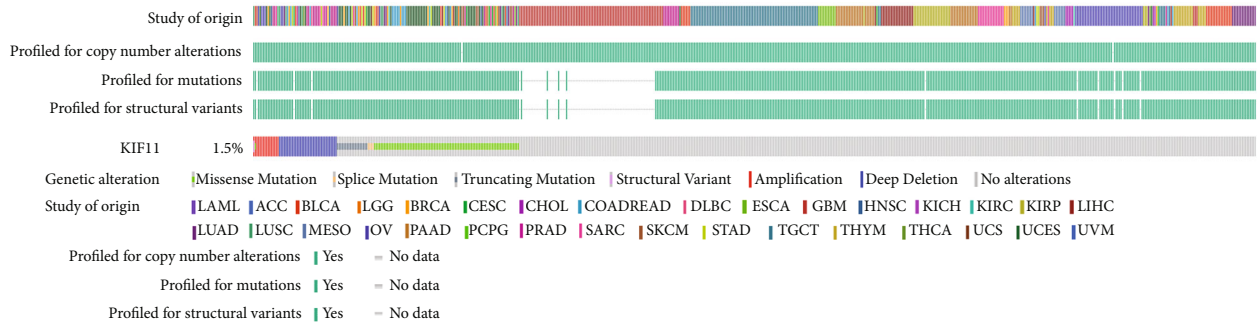 Study of origin
Profiled for copy number alterations
Profiled for mutations
Profiled for structural variants
KIF11 1.5%
Genetic alteration Missense Mutation Splice Mutation Truncating Mutation Structural Variant Amplification Deep Deletion No alterations
Study of origin LAML ACC BLCA LGG BRCA CESC CHOL COADREAD DLBC ESCA GBM HNSC KICH KIRC KIRP LIHC
LUAD LUSC MESO OV PAAD PCPG PRAD SARC SKCM STAD TGCT THYM THCA UCS UCES UVM
Profiled for copy number alterations Yes No data
Profiled for mutations Yes No data
Profiled for structural variants Yes No data